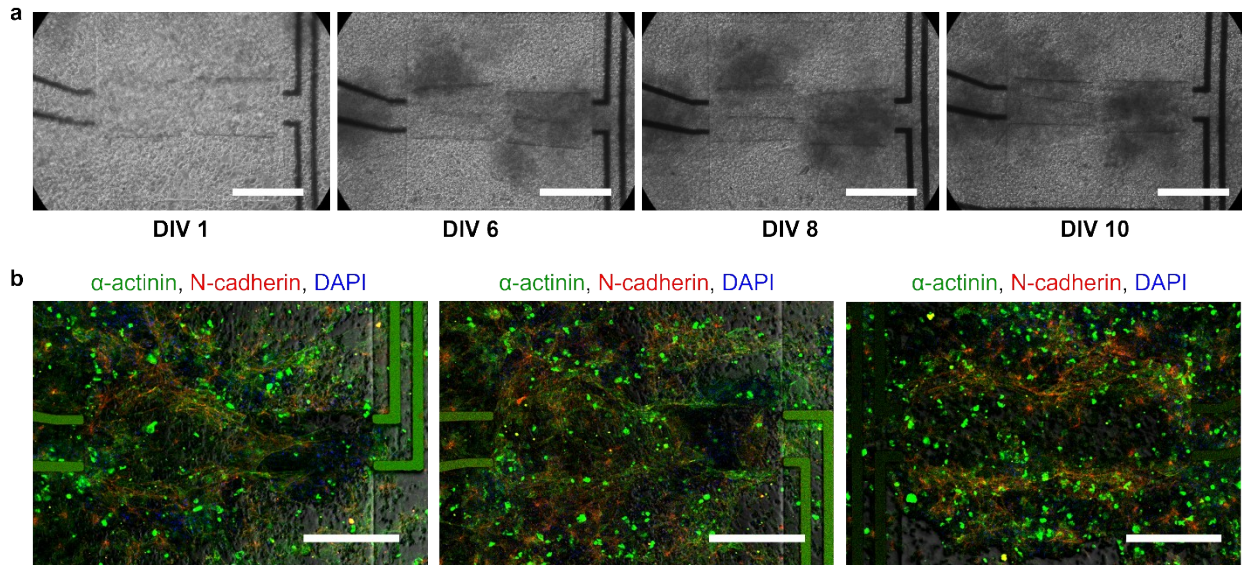 a
DIV 1
DIV 6
DIV 8
DIV 10
b
α-actinin, N-cadherin, DAPI
α-actinin, N-cadherin, DAPI
α-actinin, N-cadherin, DAPI